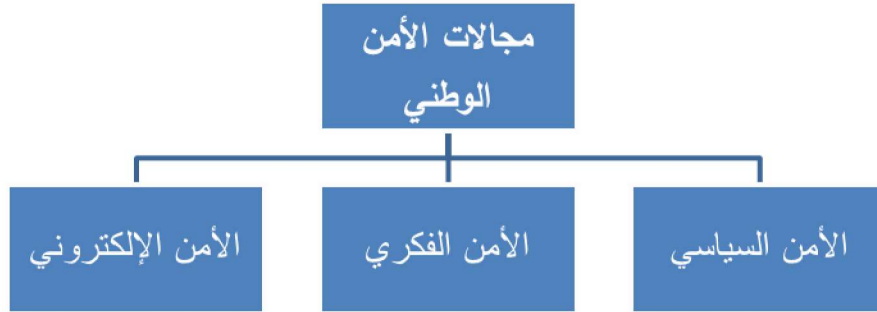 مجالات الأمن
الوطني
الأمن السياسي
الأمن الفكري
الأمن الإلكتروني